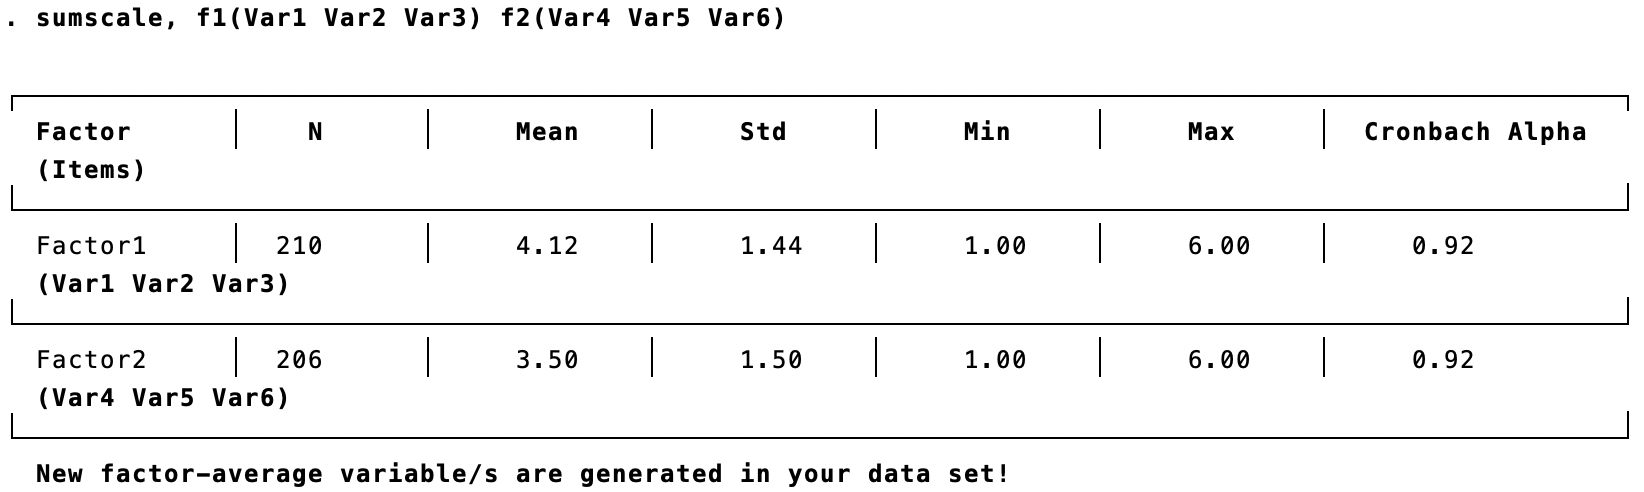 . sumscale, f1(Var1 Var2 Var3) f2(Var4 Var5 Var6)
Factor N Mean Std Min Max Cronbach Alpha
(Items)
Factor1 210 4.12 1.44 1.00 6.00 0.92
(Var1 Var2 Var3)
Factor2 206 3.50 1.50 1.00 6.00 0.92
(Var4 Var5 Var6)
New factor-average variable/s are generated in your data set!